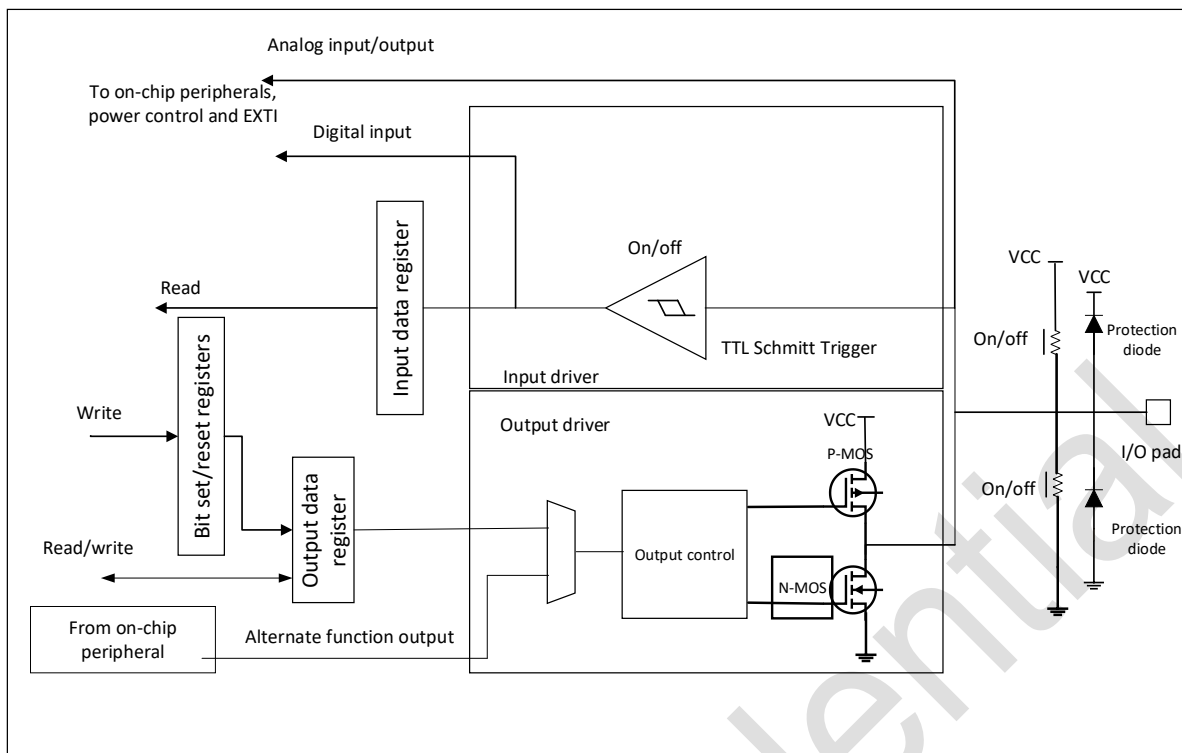 Analog input/output
To on-chip peripherals,
power control and EXTI
Digital input
On/off
Input data register
Read
TTL Schmitt Trigger
Input driver
VCC
VCC
On/off
Protection
diode
Bit set/reset registers
Write
Output driver
VCC
P-MOS
I/O pad
On/off
Output data
register
Read/write
Output control
N-MOS
Protection
diode
From on-chip
peripheral
Alternate function output